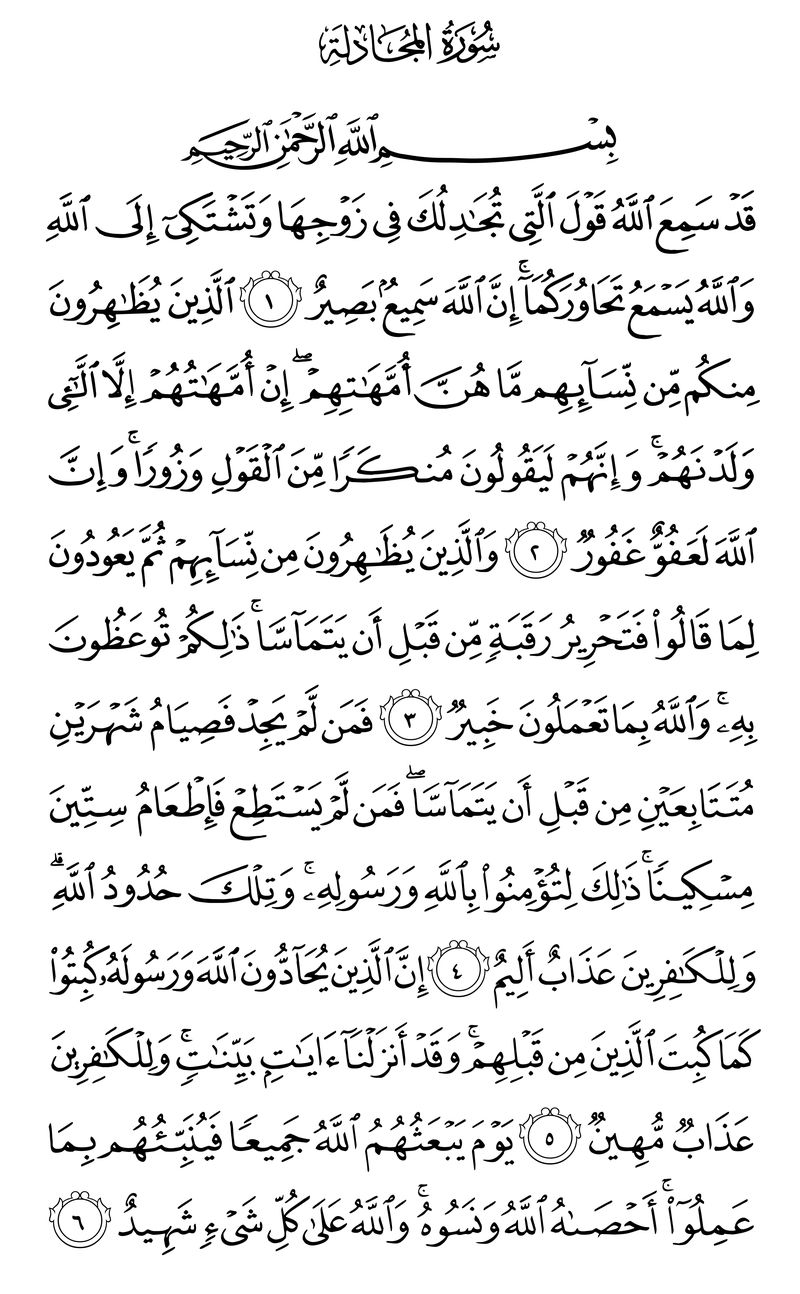 سُورَةُ المُجَادلةِ
بِسْمِ ٱللَّهِ ٱلرَّحْمَٰنِ ٱلرَّحِيمِ
قَدْ سَمِعَ ٱللَّهُ قَوْلَ ٱلَّتِى تُجَٰدِلُكَ فِى زَوْجِهَا وَتَشْتَكِىٓ إِلَى ٱللَّهِ
وَٱللَّهُ يَسْمَعُ تَحَاوُرَكُمَآ ۚ إِنَّ ٱللَّهَ سَمِيعٌۢ بَصِيرٌ ١ ٱلَّذِينَ يُظَٰهِرُونَ
مِنكُم مِّن نِّسَآئِهِم مَّا هُنَّ أُمَّهَٰتِهِمْ ۖ إِنْ أُمَّهَٰتُهُمْ إِلَّا ٱلَّٰٓـِٔى
وَلَدْنَهُمْ ۚ وَإِنَّهُمْ لَيَقُولُونَ مُنكَرًا مِّنَ ٱلْقَوْلِ وَزُورًا ۚ وَإِنَّ
ٱللَّهَ لَعَفُوٌّ غَفُورٌ ٢ وَٱلَّذِينَ يُظَٰهِرُونَ مِن نِّسَآئِهِمْ ثُمَّ يَعُودُونَ
لِمَا قَالُوا۟ فَتَحْرِيرُ رَقَبَةٍ مِّن قَبْلِ أَن يَتَمَآسَّا ۚ ذَٰلِكُمْ تُوعَظُونَ
بِهِۦ ۚ وَٱللَّهُ بِمَا تَعْمَلُونَ خَبِيرٌ ٣ فَمَن لَّمْ يَجِدْ فَصِيَامُ شَهْرَيْنِ
مُتَتَابِعَيْنِ مِن قَبْلِ أَن يَتَمَآسَّا ۖ فَمَن لَّمْ يَسْتَطِعْ فَإِطْعَامُ سِتِّينَ
مِسْكِينًا ۚ ذَٰلِكَ لِتُؤْمِنُوا۟ بِٱللَّهِ وَرَسُولِهِۦ ۚ وَتِلْكَ حُدُودُ ٱللَّهِ ۗ
وَلِلْكَٰفِرِينَ عَذَابٌ أَلِيمٌ ٤ إِنَّ ٱلَّذِينَ يُحَآدُّونَ ٱللَّهَ وَرَسُولَهُۥ كُبِتُوا۟
كَمَا كُبِتَ ٱلَّذِينَ مِن قَبْلِهِمْ ۚ وَقَدْ أَنزَلْنَآ ءَايَٰتٍۭ بَيِّنَٰتٍ ۚ وَلِلْكَٰفِرِينَ
عَذَابٌ مُّهِينٌ ٥ يَوْمَ يَبْعَثُهُمُ ٱللَّهُ جَمِيعًا فَيُنَبِّئُهُم بِمَا
عَمِلُوٓا۟ ۚ أَحْصَىٰهُ ٱللَّهُ وَنَسُوهُ ۚ وَٱللَّهُ عَلَىٰ كُلِّ شَىْءٍ شَهِيدٌ ٦